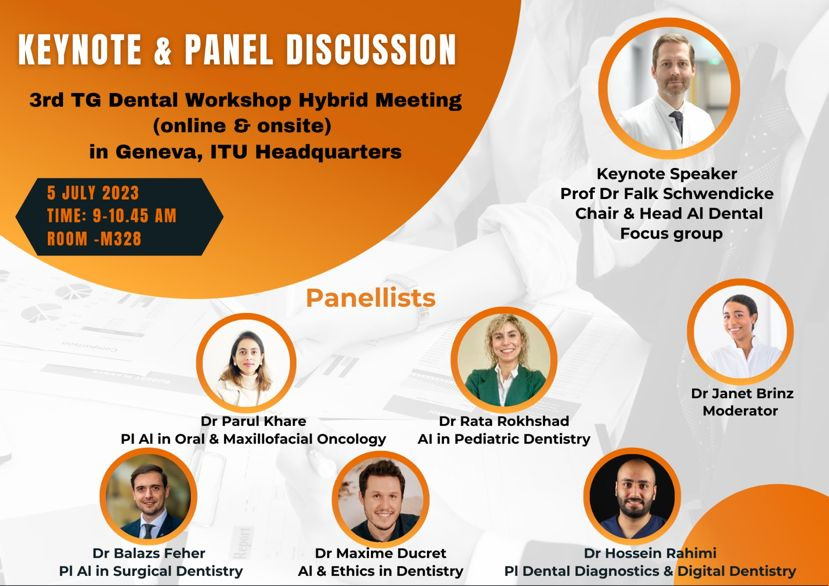 KEYNOTE & PANEL DISCUSSION
3rd TG Dental Workshop Hybrid Meeting
(online & onsite)
in Geneva, ITU Headquarters
5 JULY 2023
TIME: 9-10.45 AM
ROOM -M328
Keynote Speaker
Prof Dr Falk Schwendicke
Chair & Head Al Dental
Focus group
Panellists
Dr Janet Brinz
Moderator
Dr Parul Khare
Pl Al in Oral & Maxillofacial Oncology
Dr Rata Rokhshad
AI in Pediatric Dentistry
Dr Balazs Feher
Pl Al in Surgical Dentistry
Dr Maxime Ducret
Al & Ethics in Dentistry
Dr Hossein Rahimi
Pl Dental Diagnostics & Digital Dentistry
Report